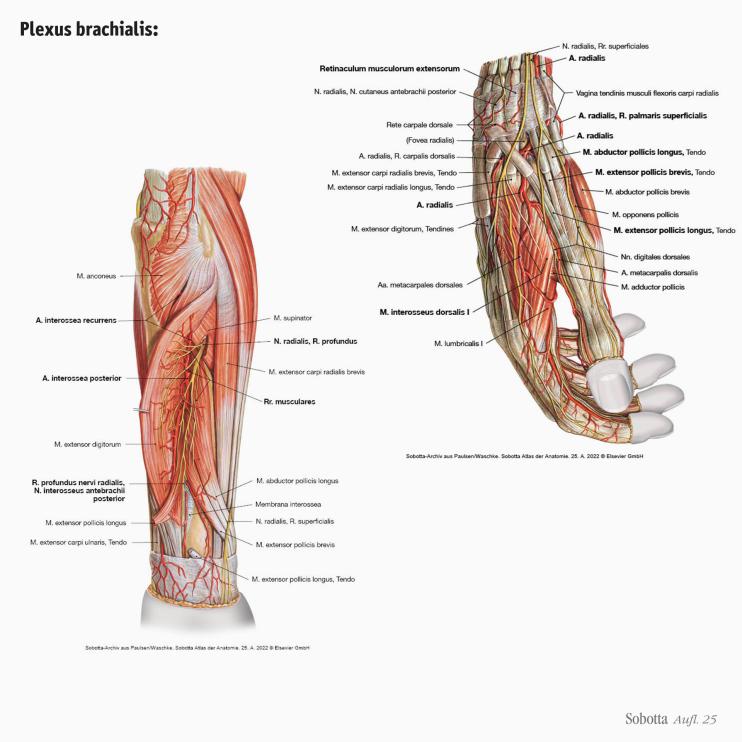 Plexus brachialis:
N. radialis, Rr. superficiales
A. radialis
Retinaculum musculorum extensorum
N. radialis, N. cutaneus antebrachii posterior
Vagina tendinis musculi flexoris carpi radialis
A. radialis, R. palmaris superficialis
Rete carpale dorsale
A. radialis
(Fovea radialis)
M. abductor pollicis longus, Tendo
A. radialis, R. carpalis dorsalis
M. extensor carpi radialis brevis, Tendo
M. extensor pollicis brevis, Tendo
M. extensor carpi radialis longus, Tendo
M. abductor pollicis brevis
A. radialis
M. opponens pollicis
M. extensor digitorum, Tendines
M. extensor pollicis longus, Tendo
Nn. digitales dorsales
A. metacarpalis dorsalis
Aa. metacarpales dorsales
M. adductor pollicis
M. interosseus dorsalis I
M. lumbricalis I
Sobotta-Archiv aus Paulsen/Waschke. Sobotta Atlas der Anatomie. 25. A. 2022 © Elsevier GmbH
M. anconeus
A. interossea recurrens
M. supinator
N. radialis, R. profundus
A. interossea posterior
M. extensor carpi radialis brevis
Rr. musculares
M. extensor digitorum
R. profundus nervi radialis,
N. interosseus antebrachii
posterior
M. abductor pollicis longus
Membrana interossea
M. extensor pollicis longus
N. radialis, R. superficialis
M. extensor carpi ulnaris, Tendo
M. extensor pollicis brevis
M. extensor pollicis longus, Tendo
Sobotta-Archiv aus Paulsen/Waschke. Sobotta Atlas der Anatomie. 25. A. 2022 © Elsevier GmbH
Sobotta Aufl. 25